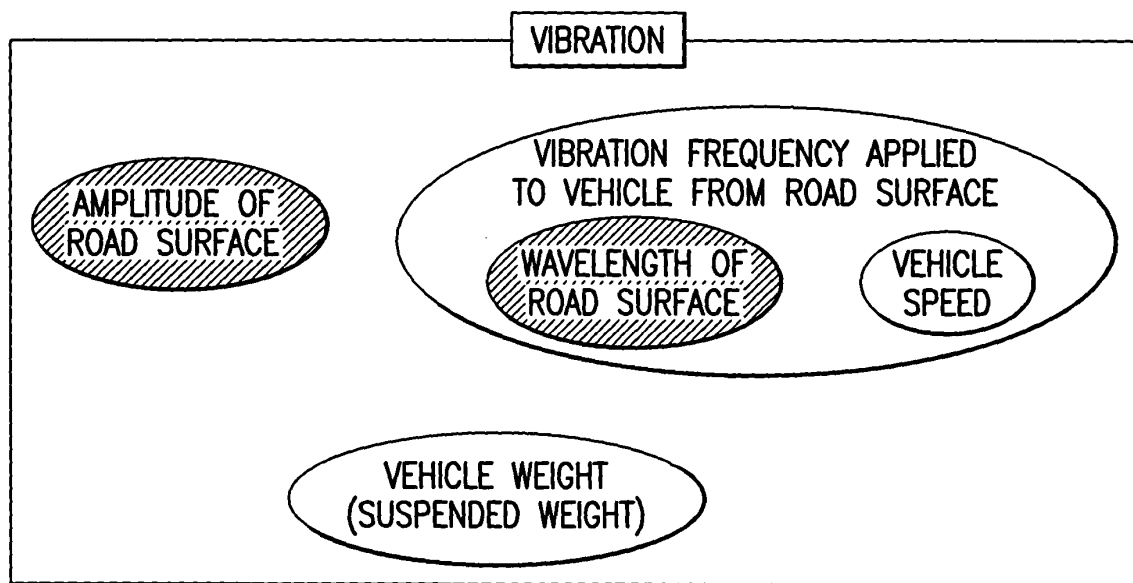 VIBRATION
VIBRATION FREQUENCY APPLIED
TO VEHICLE FROM ROAD SURFACE
AMPLITUDE OF
ROAD SURFACE
WAVELENGTH OF
ROAD SURFACE
VEHICLE
SPEED
VEHICLE WEIGHT
(SUSPENDED WEIGHT)